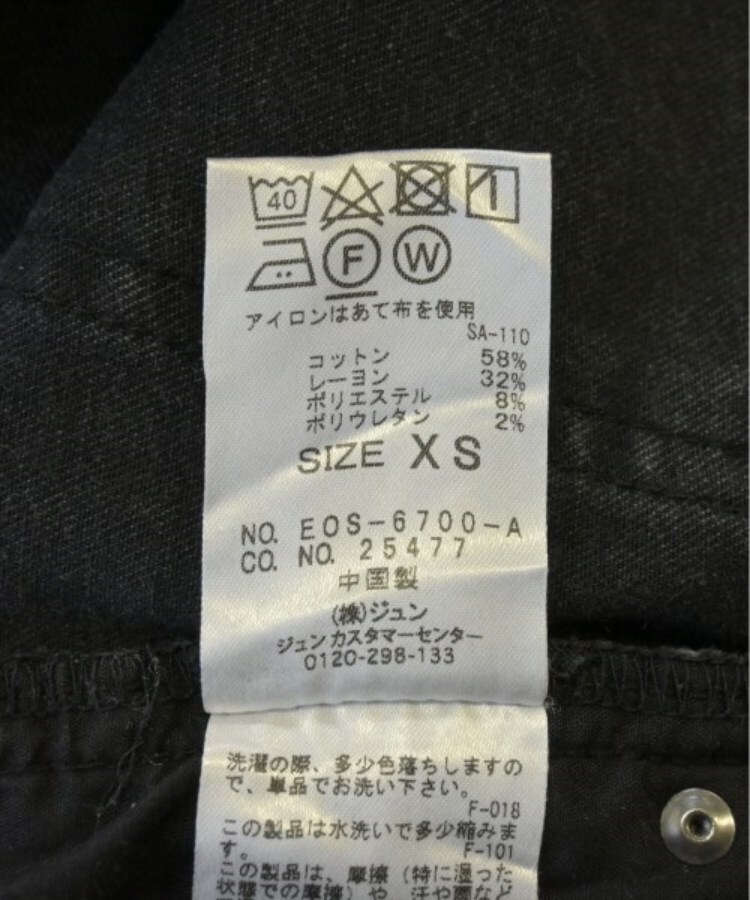 40
F W
アイロンはあて布を使用
SA-110
コットン 58%
レーヨン 32%
ポリエステル 8%
ポリウレタン 2%
SIZE XS
NO. EOS-6700-A
CO. NO. 25477
中国製
(株)ジュン
ジュンカスタマーセンター
0120-298-133
洗濯の際、多少色落ちしますの
で、単品でお洗い下さい。
F-018
この製品は水洗いで多少縮みま
す。 F-101
この製品は、摩擦(特に湿った
状態での摩擦)や、汗や雨など